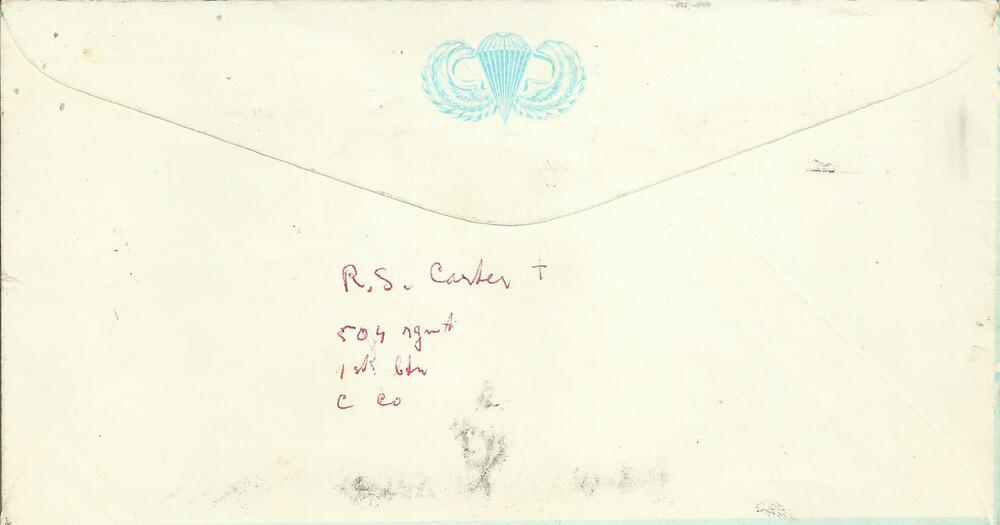 R.S. Carter †
504 rgmt
1st btn
C Co